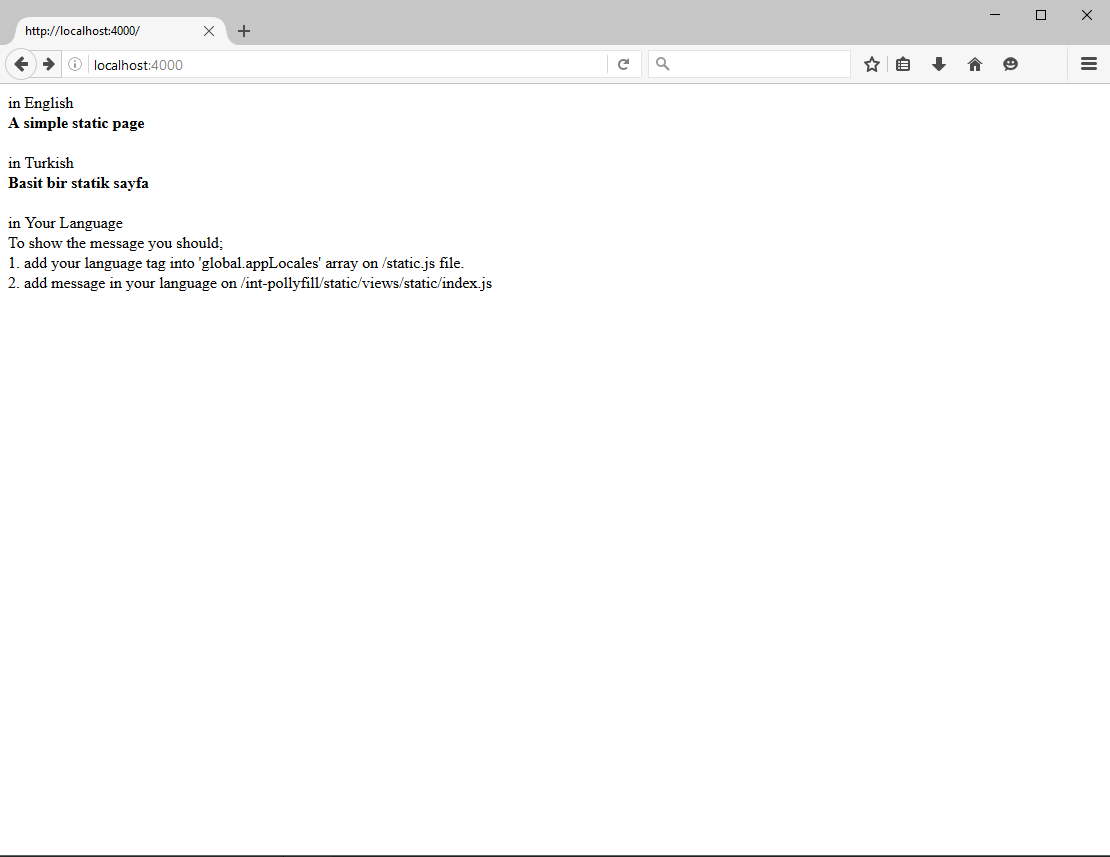 http://localhost:4000/
localhost:4000
in English
A simple static page
in Turkish
Basit bir statik sayfa
in Your Language
To show the message you should;
1. add your language tag into 'global.appLocales' array on /static.js file.
2. add message in your language on /int-pollyfill/static/views/static/index.js